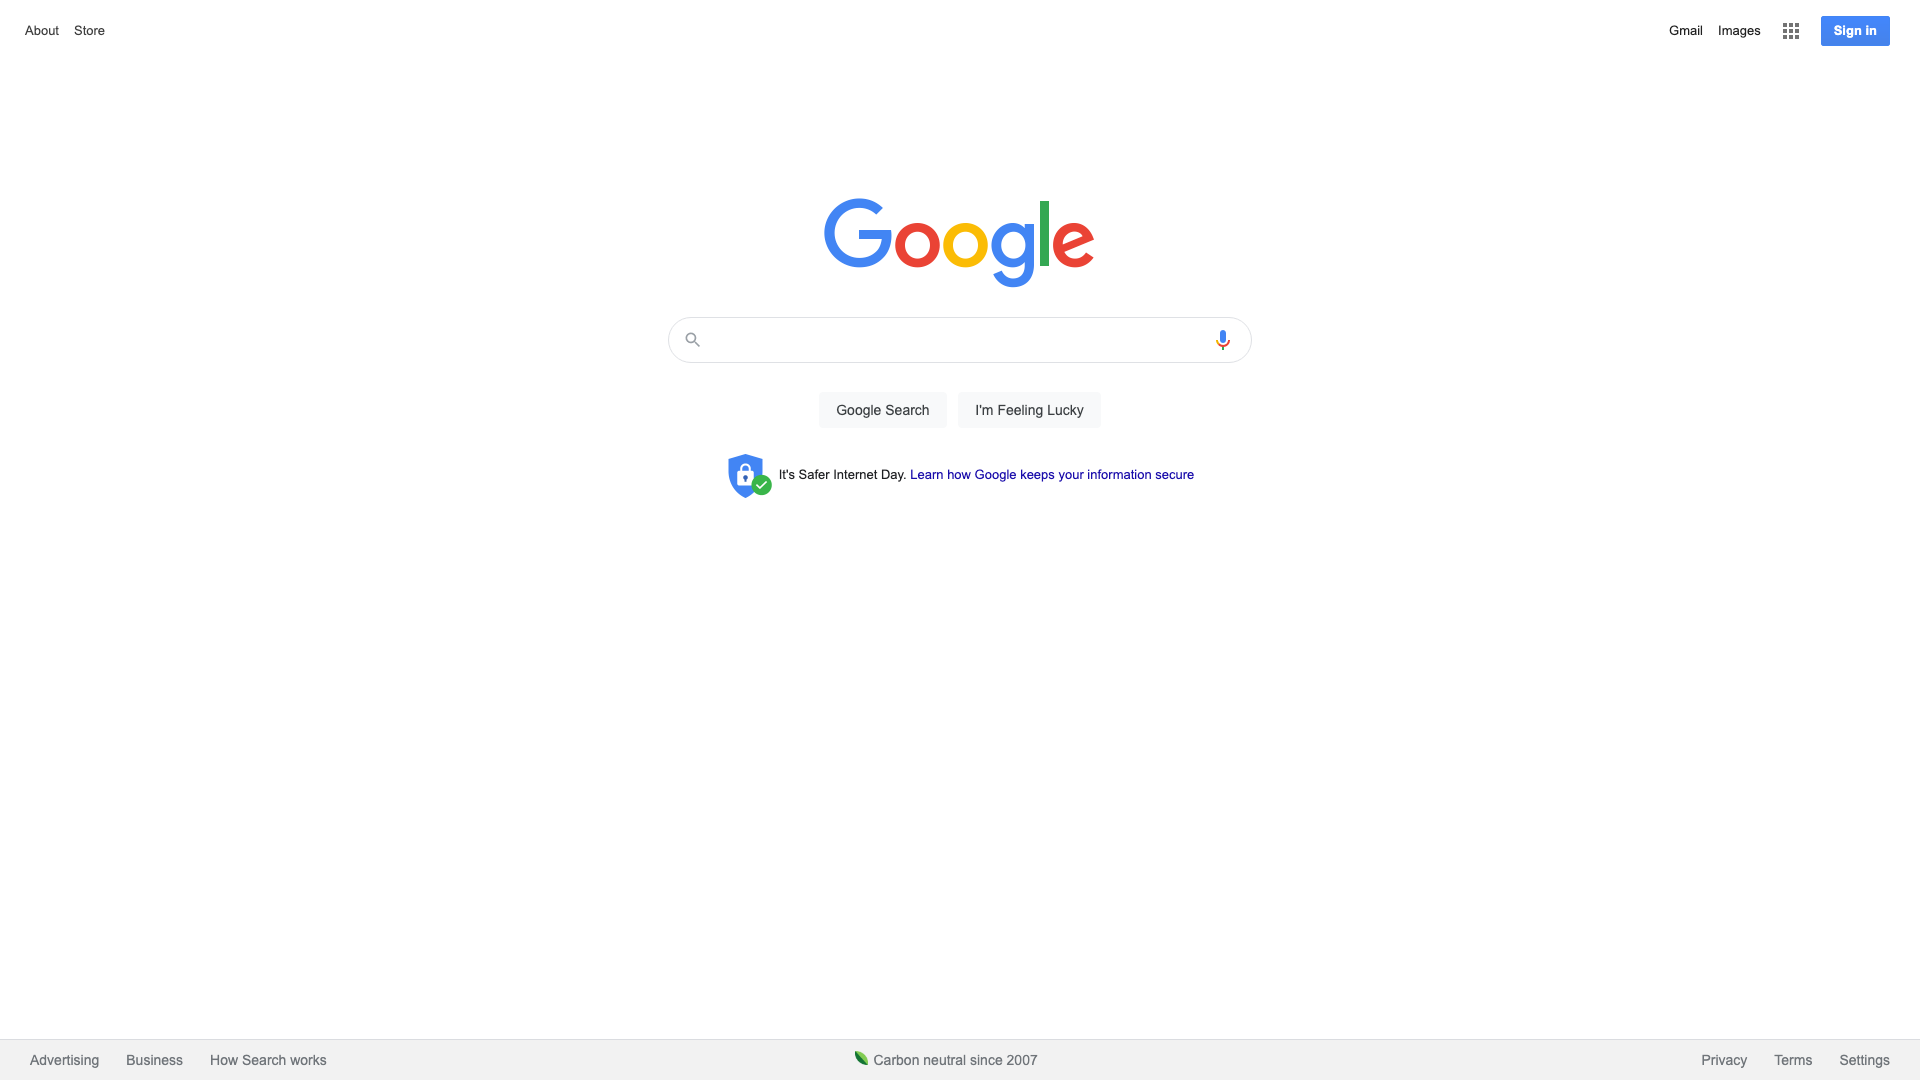 About Store
Gmail Images Sign in
Google
Google Search I'm Feeling Lucky
It's Safer Internet Day. Learn how Google keeps your information secure
Advertising Business How Search works Carbon neutral since 2007 Privacy Terms Settings